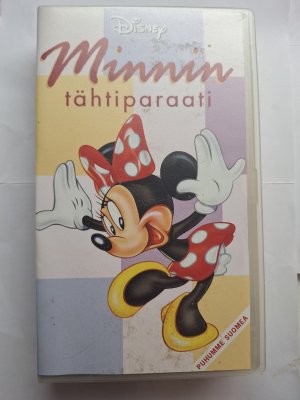 Disney
Minnin
tähtiparaati
PUHUMME SUOMEA